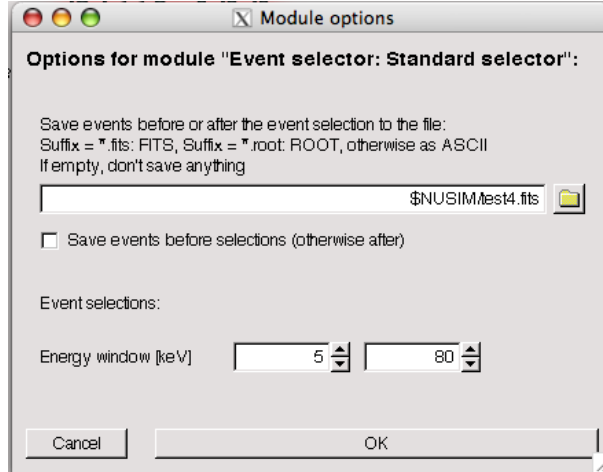 Module options
Options for module "Event selector: Standard selector":
Save events before or after the event selection to the file:
Suffix = *.fits: FITS, Suffix = *.root: ROOT, otherwise as ASCII
If empty, don't save anything
$NUSIM/test4.fits
Save events before selections (otherwise after)
Event selections:
Energy window [keV] 5 80
Cancel OK